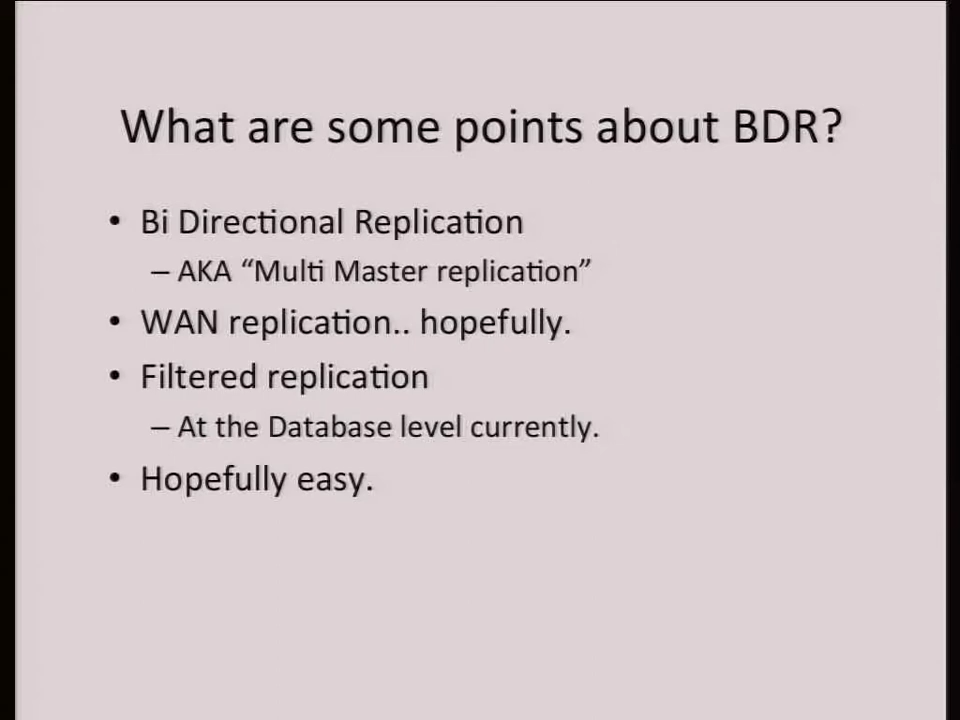 What are some points about BDR?
• Bi Directional Replication
– AKA “Multi Master replication”
• WAN replication.. hopefully.
• Filtered replication
– At the Database level currently.
• Hopefully easy.